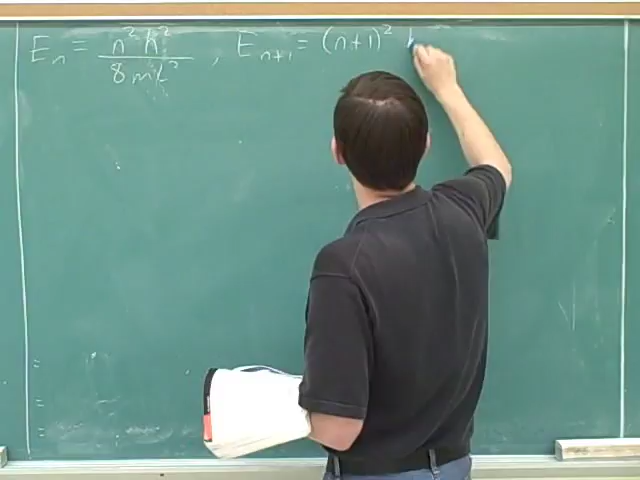 Eₙ = n²h²/8mL², Eₙ₊₁ = (n+1)² h